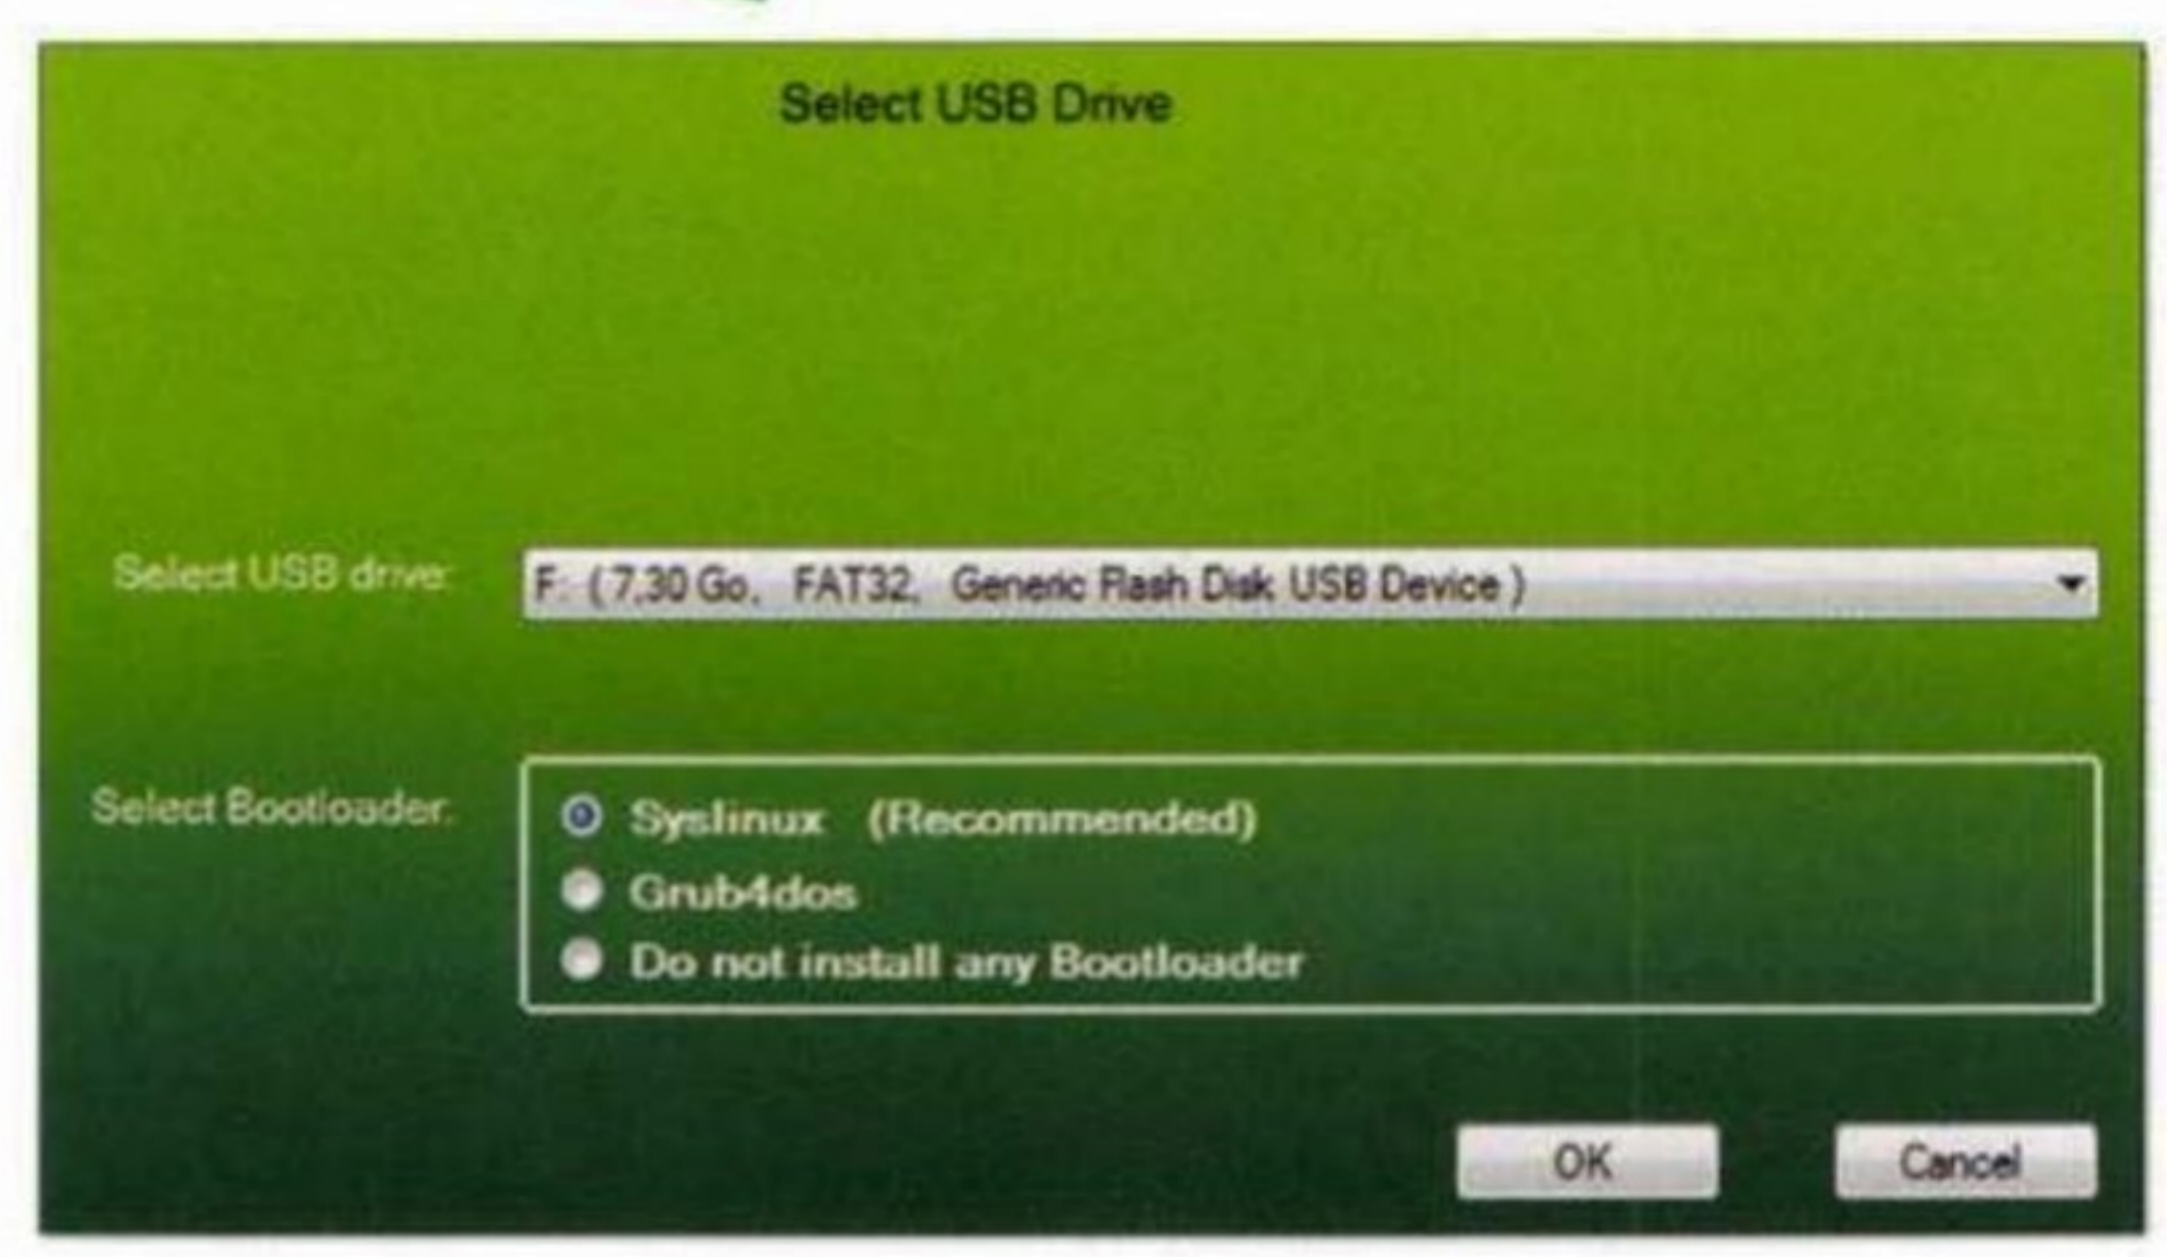 Select USB Drive
Select USB drive:
F: ( 7,30 Go, FAT32, Generic Flash Disk USB Device )
Select Bootloader:
Syslinux (Recommended)
Grub4dos
Do not install any Bootloader
OK
Cancel